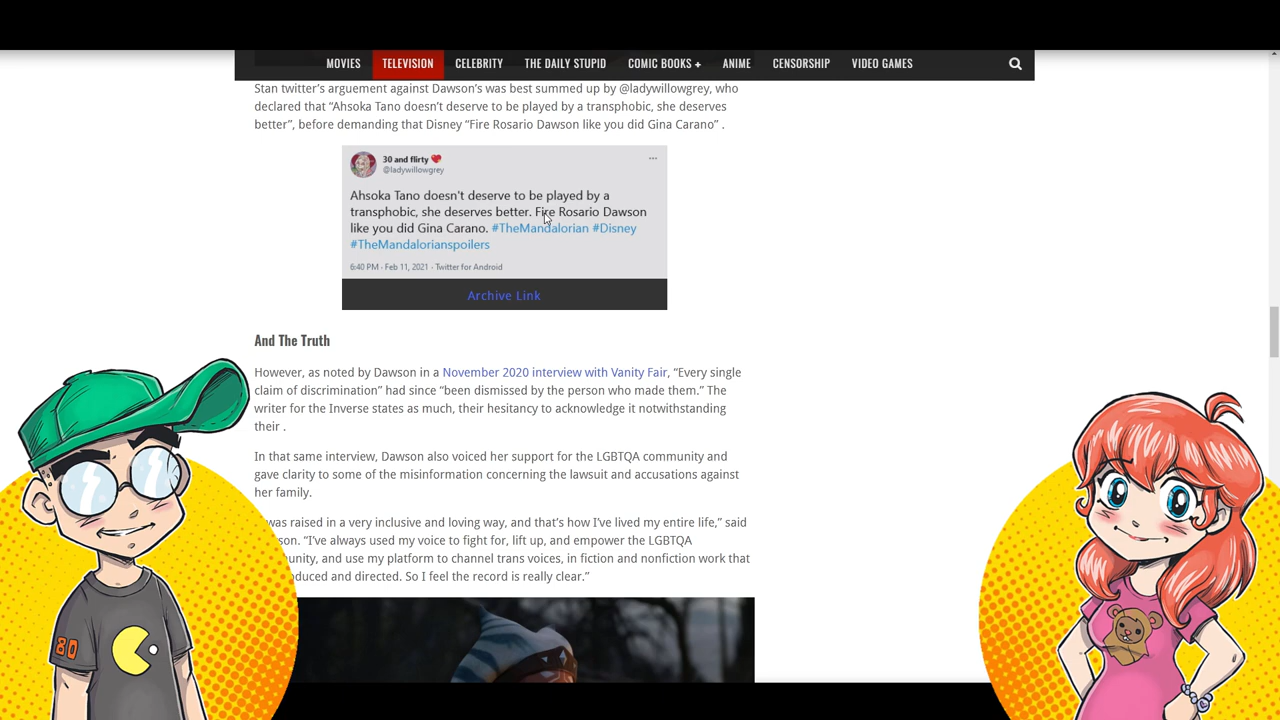 MOVIES TELEVISION CELEBRITY THE DAILY STUPID COMIC BOOKS + ANIME CENSORSHIP VIDEO GAMES
Stan twitter's arguement against Dawson's was best summed up by @ladywillowgrey, who
declared that “Ahsoka Tano doesn't deserve to be played by a transphobic, she deserves
better”, before demanding that Disney “Fire Rosario Dawson like you did Gina Carano” .
30 and flirty
@ladywillowgrey
Ahsoka Tano doesn't deserve to be played by a
transphobic, she deserves better. Fire Rosario Dawson
like you did Gina Carano. #TheMandalorian #Disney
#TheMandalorianspoilers
6:40 PM · Feb 11, 2021 · Twitter for Android
Archive Link
And The Truth
However, as noted by Dawson in a November 2020 interview with Vanity Fair, “Every single
claim of discrimination” had since “been dismissed by the person who made them.” The
writer for the Inverse states as much, their hesitancy to acknowledge it notwithstanding
their .
In that same interview, Dawson also voiced her support for the LGBTQA community and
gave clarity to some of the misinformation concerning the lawsuit and accusations against
her family.
was raised in a very inclusive and loving way, and that's how I've lived my entire life,” said
son. “I've always used my voice to fight for, lift up, and empower the LGBTQA
unity, and use my platform to channel trans voices, in fiction and nonfiction work that
duced and directed. So I feel the record is really clear.”
80